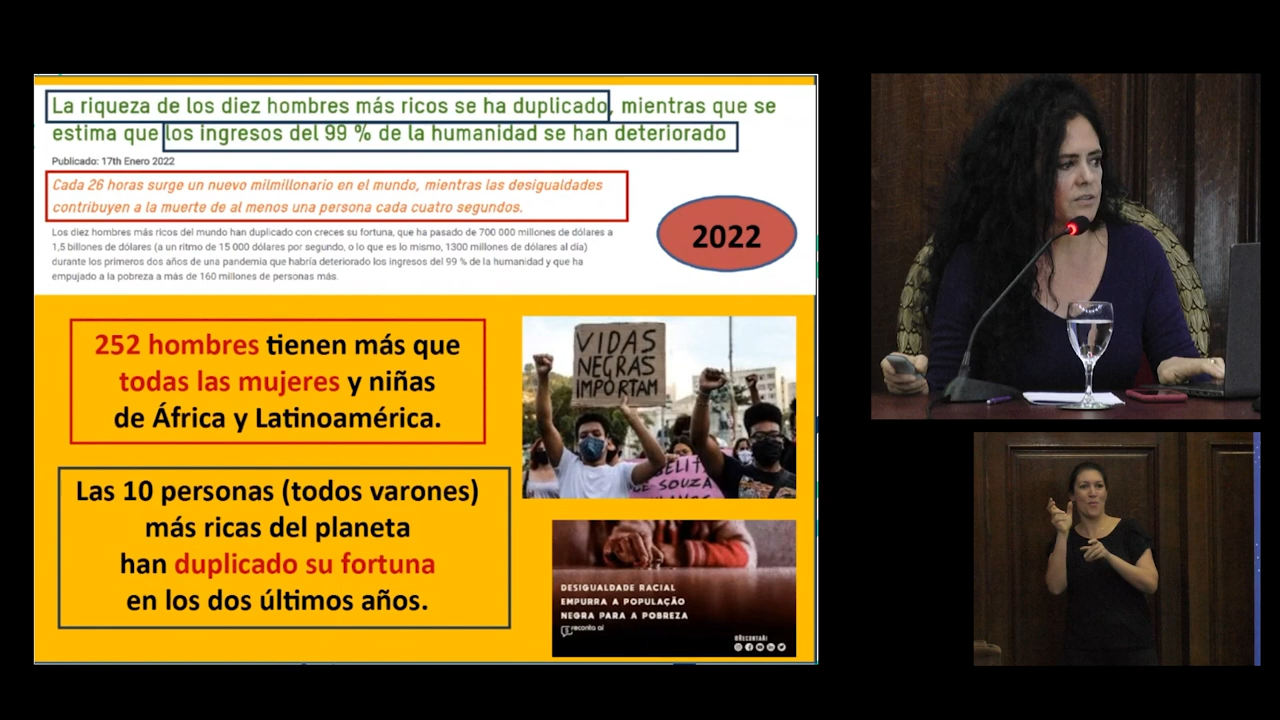 La riqueza de los diez hombres más ricos se ha duplicado, mientras que se
estima que los ingresos del 99 % de la humanidad se han deteriorado
Publicado: 17th Enero 2022
Cada 26 horas surge un nuevo milmillonario en el mundo, mientras las desigualdades
contribuyen a la muerte de al menos una persona cada cuatro segundos.
Los diez hombres más ricos del mundo han duplicado con creces su fortuna, que ha pasado de 700 000 millones de dólares a
1,5 billones de dólares (a un ritmo de 15 000 dólares por segundo, o lo que es lo mismo, 1300 millones de dólares al día)
durante los primeros dos años de una pandemia que habría deteriorado los ingresos del 99 % de la humanidad y que ha
empujado a la pobreza a más de 160 millones de personas más.
2022
252 hombres tienen más que
todas las mujeres y niñas
de África y Latinoamérica.
Las 10 personas (todos varones)
más ricas del planeta
han duplicado su fortuna
en los dos últimos años.
VIDAS
NEGRAS
IMPORTAM
DE SOUZA
DESIGUALDADE RACIAL
EMPURRA A POPULAÇÃO
NEGRA PARA A POBREZA
reconta aí
@RECONTAAI